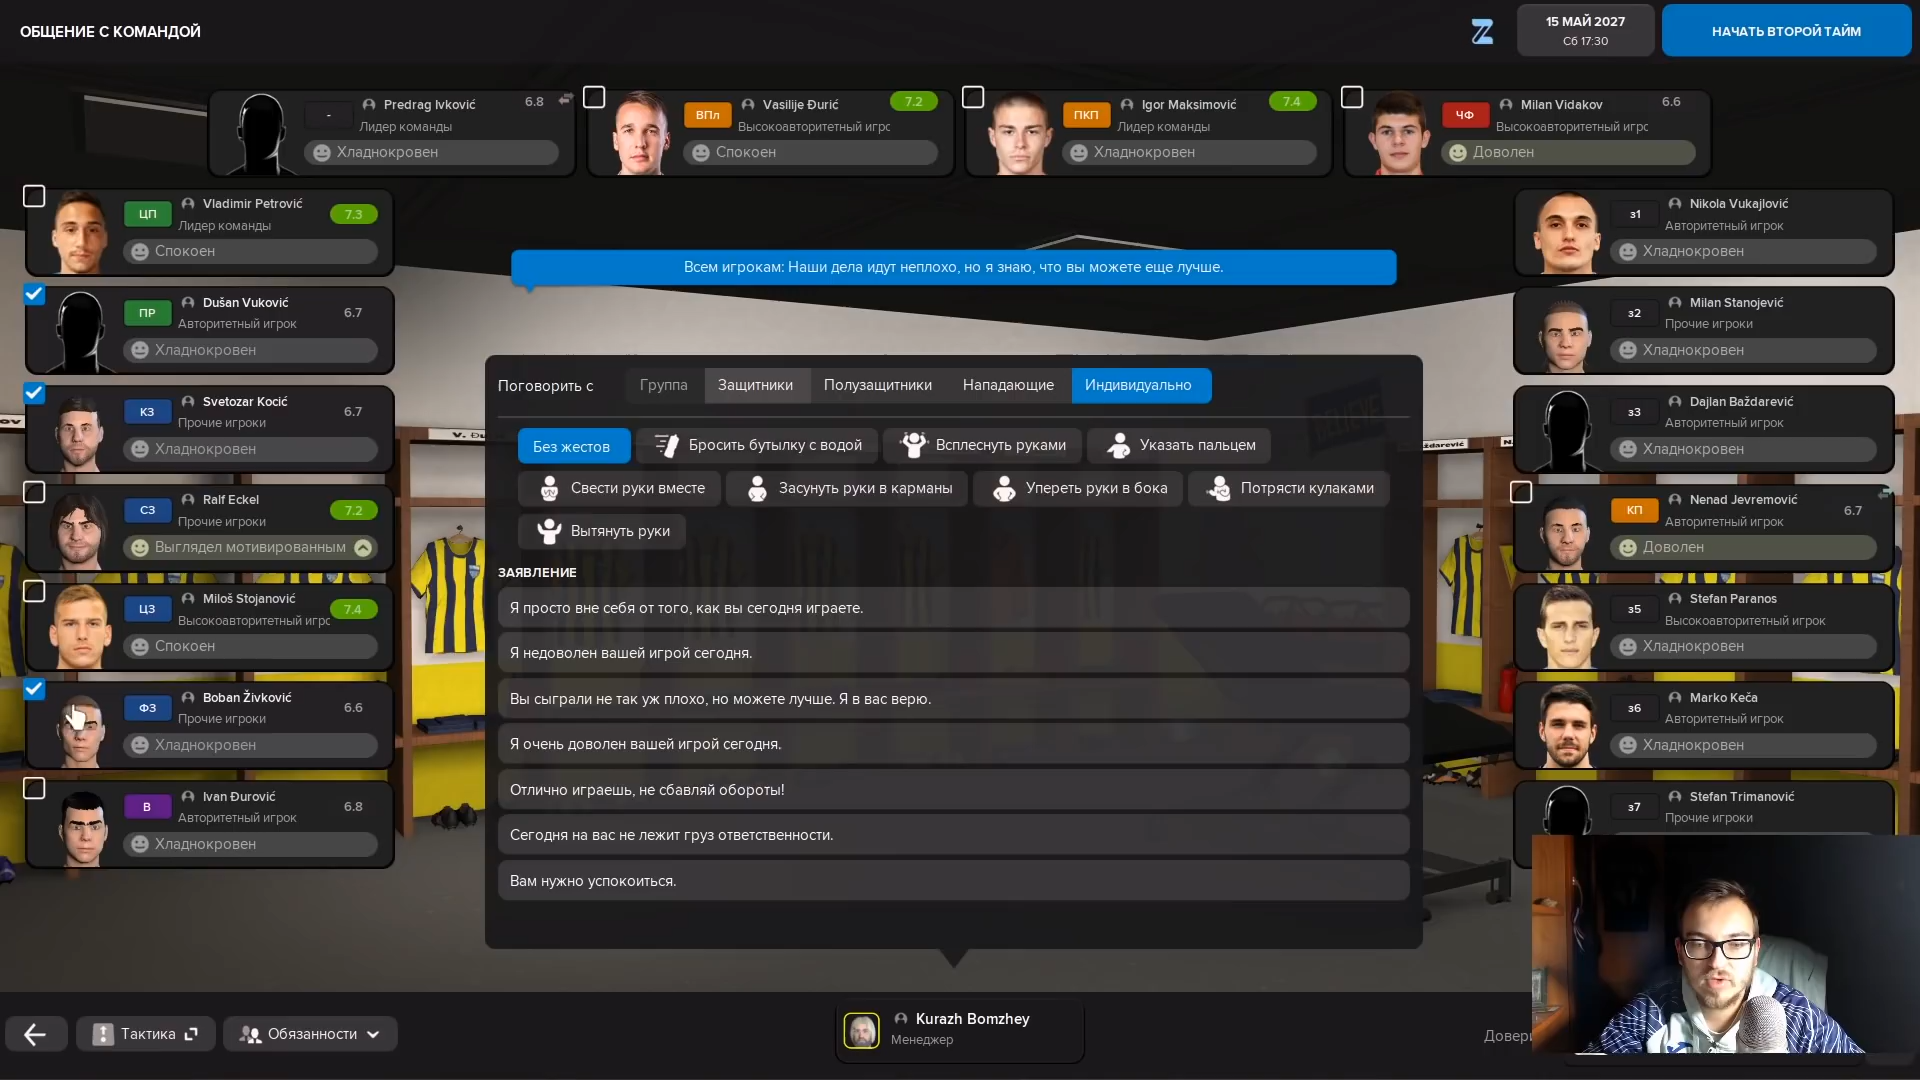 ОБЩЕНИЕ С КОМАНДОЙ
15 МАЙ 2027
Сб 17:30
НАЧАТЬ ВТОРОЙ ТАЙМ
- Predrag Ivković 6.8
Лидер команды
Хладнокровен
ВПл Vasilije Đurić 7.2
Высокоавторитетный игрс
Спокоен
ПКП Igor Maksimović 7.4
Лидер команды
Хладнокровен
ЧФ Milan Vidakov 6.6
Высокоавторитетный игрс
Доволен
ЦП Vladimir Petrović 7.3
Лидер команды
Спокоен
ПР Dušan Vuković 6.7
Авторитетный игрок
Хладнокровен
КЗ Svetozar Kocić 6.7
Прочие игроки
Хладнокровен
СЗ Ralf Eckel 7.2
Прочие игроки
Выглядел мотивированным
ЦЗ Miloš Stojanović 7.4
Высокоавторитетный игрс
Спокоен
ФЗ Boban Živković 6.6
Прочие игроки
Хладнокровен
В Ivan Đurović 6.8
Авторитетный игрок
Хладнокровен
Всем игрокам: Наши дела идут неплохо, но я знаю, что вы можете еще лучше.
Поговорить с Группа Защитники Полузащитники Нападающие Индивидуально
Без жестов Бросить бутылку с водой Всплеснуть руками Указать пальцем
Свести руки вместе Засунуть руки в карманы Упереть руки в бока Потрясти кулаками
Вытянуть руки
ЗАЯВЛЕНИЕ
Я просто вне себя от того, как вы сегодня играете.
Я недоволен вашей игрой сегодня.
Вы сыграли не так уж плохо, но можете лучше. Я в вас верю.
Я очень доволен вашей игрой сегодня.
Отлично играешь, не сбавляй обороты!
Сегодня на вас не лежит груз ответственности.
Вам нужно успокоиться.
BELIEVE
з1 Nikola Vukajlović
Авторитетный игрок
Хладнокровен
з2 Milan Stanojević
Прочие игроки
Хладнокровен
з3 Dajlan Baždarević
Авторитетный игрок
Хладнокровен
КП Nenad Jevremović 6.7
Авторитетный игрок
Доволен
з5 Stefan Paranos
Высокоавторитетный игрок
Хладнокровен
з6 Marko Keča
Авторитетный игрок
Хладнокровен
з7 Stefan Trimanović
Прочие игроки
Тактика
Обязанности
Kurazh Bomzhey
Менеджер
Довери